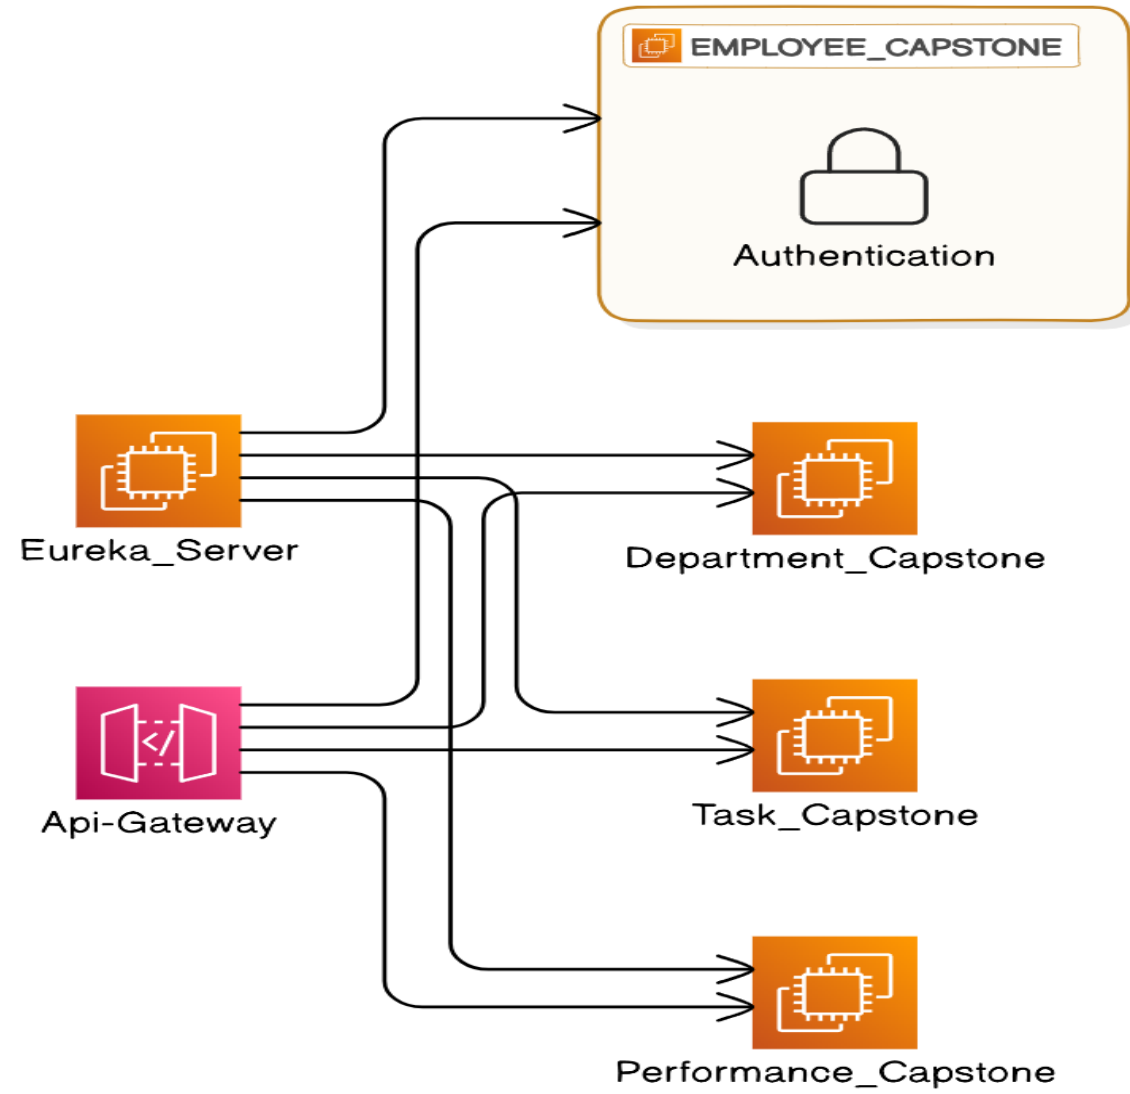 EMPLOYEE_CAPSTONE
Authentication
Eureka_Server
Department_Capstone
Api-Gateway
</>
Task_Capstone
Performance_Capstone